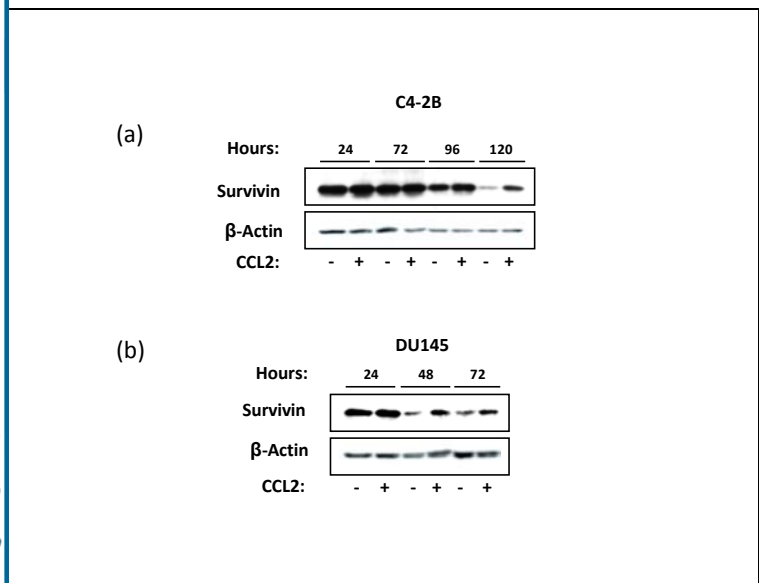 C4-2B
(a)
Hours: 24 72 96 120
Survivin
β-Actin
CCL2: - + - + - + - +
DU145
(b)
Hours: 24 48 72
Survivin
β-Actin
CCL2: - + - + - +